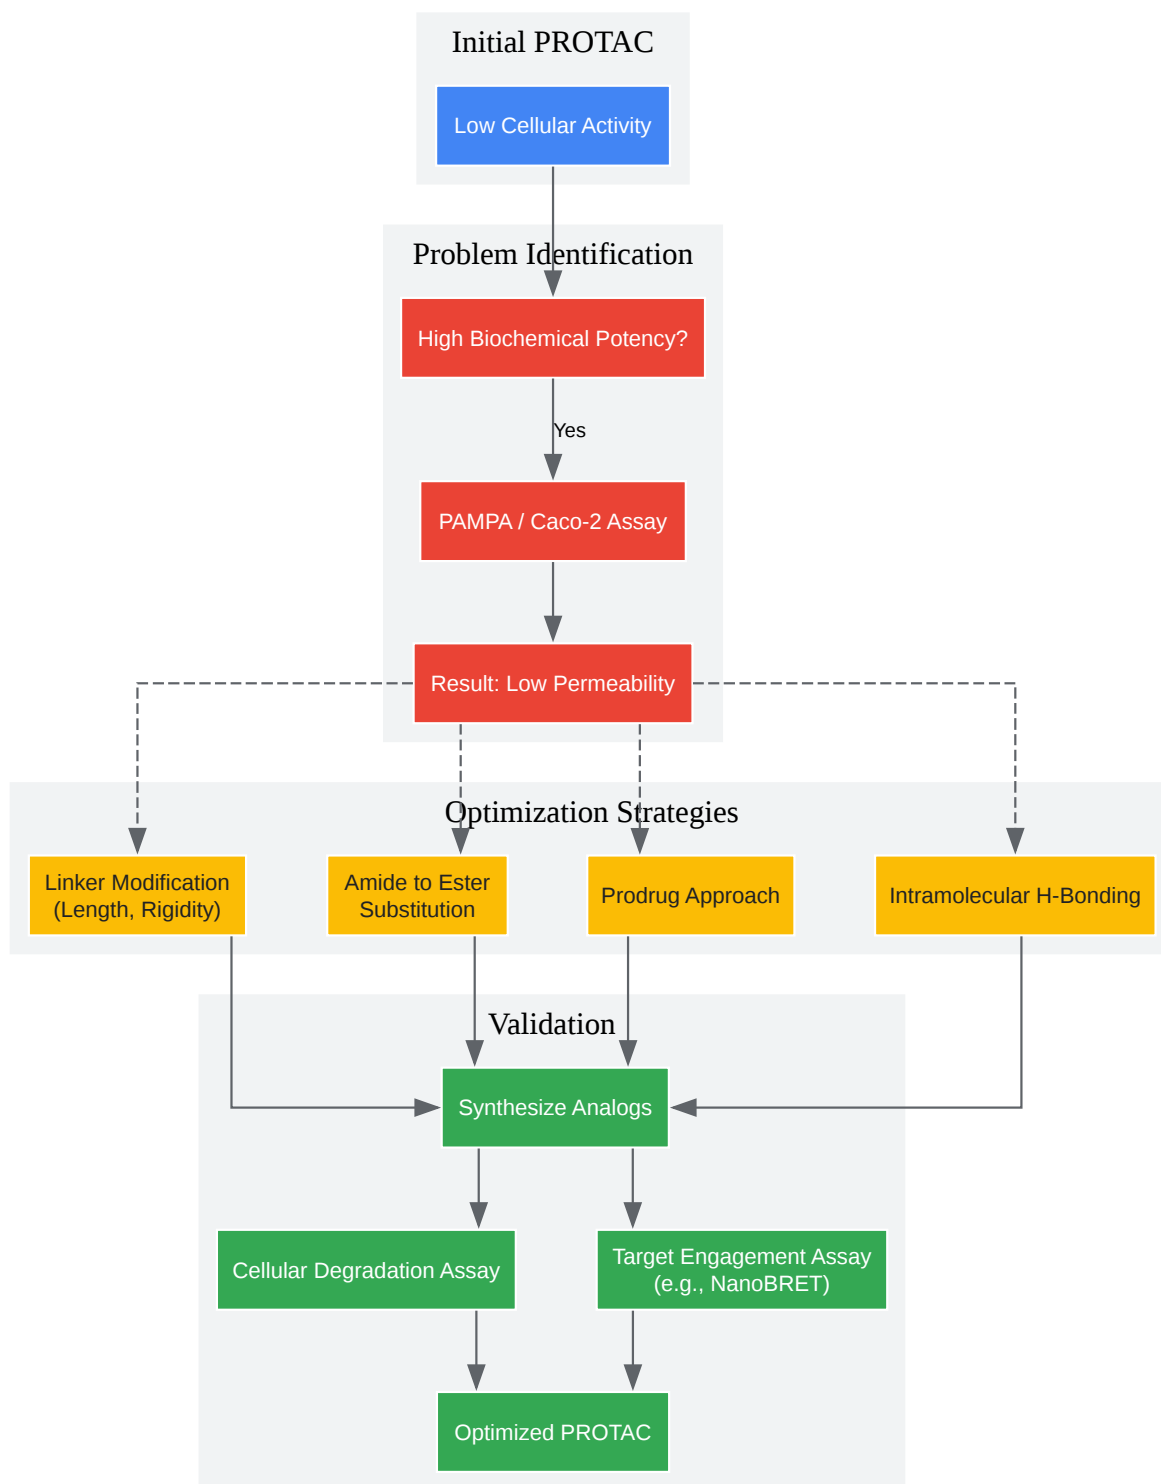 Initial PROTAC
Low Cellular Activity
Problem Identification
High Biochemical Potency?
Yes
PAMPA / Caco-2 Assay
Result: Low Permeability
Optimization Strategies
Linker Modification
(Length, Rigidity)
Amide to Ester
Substitution
Prodrug Approach
Intramolecular H-Bonding
Validation
Synthesize Analogs
Cellular Degradation Assay
Target Engagement Assay
(e.g., NanoBRET)
Optimized PROTAC